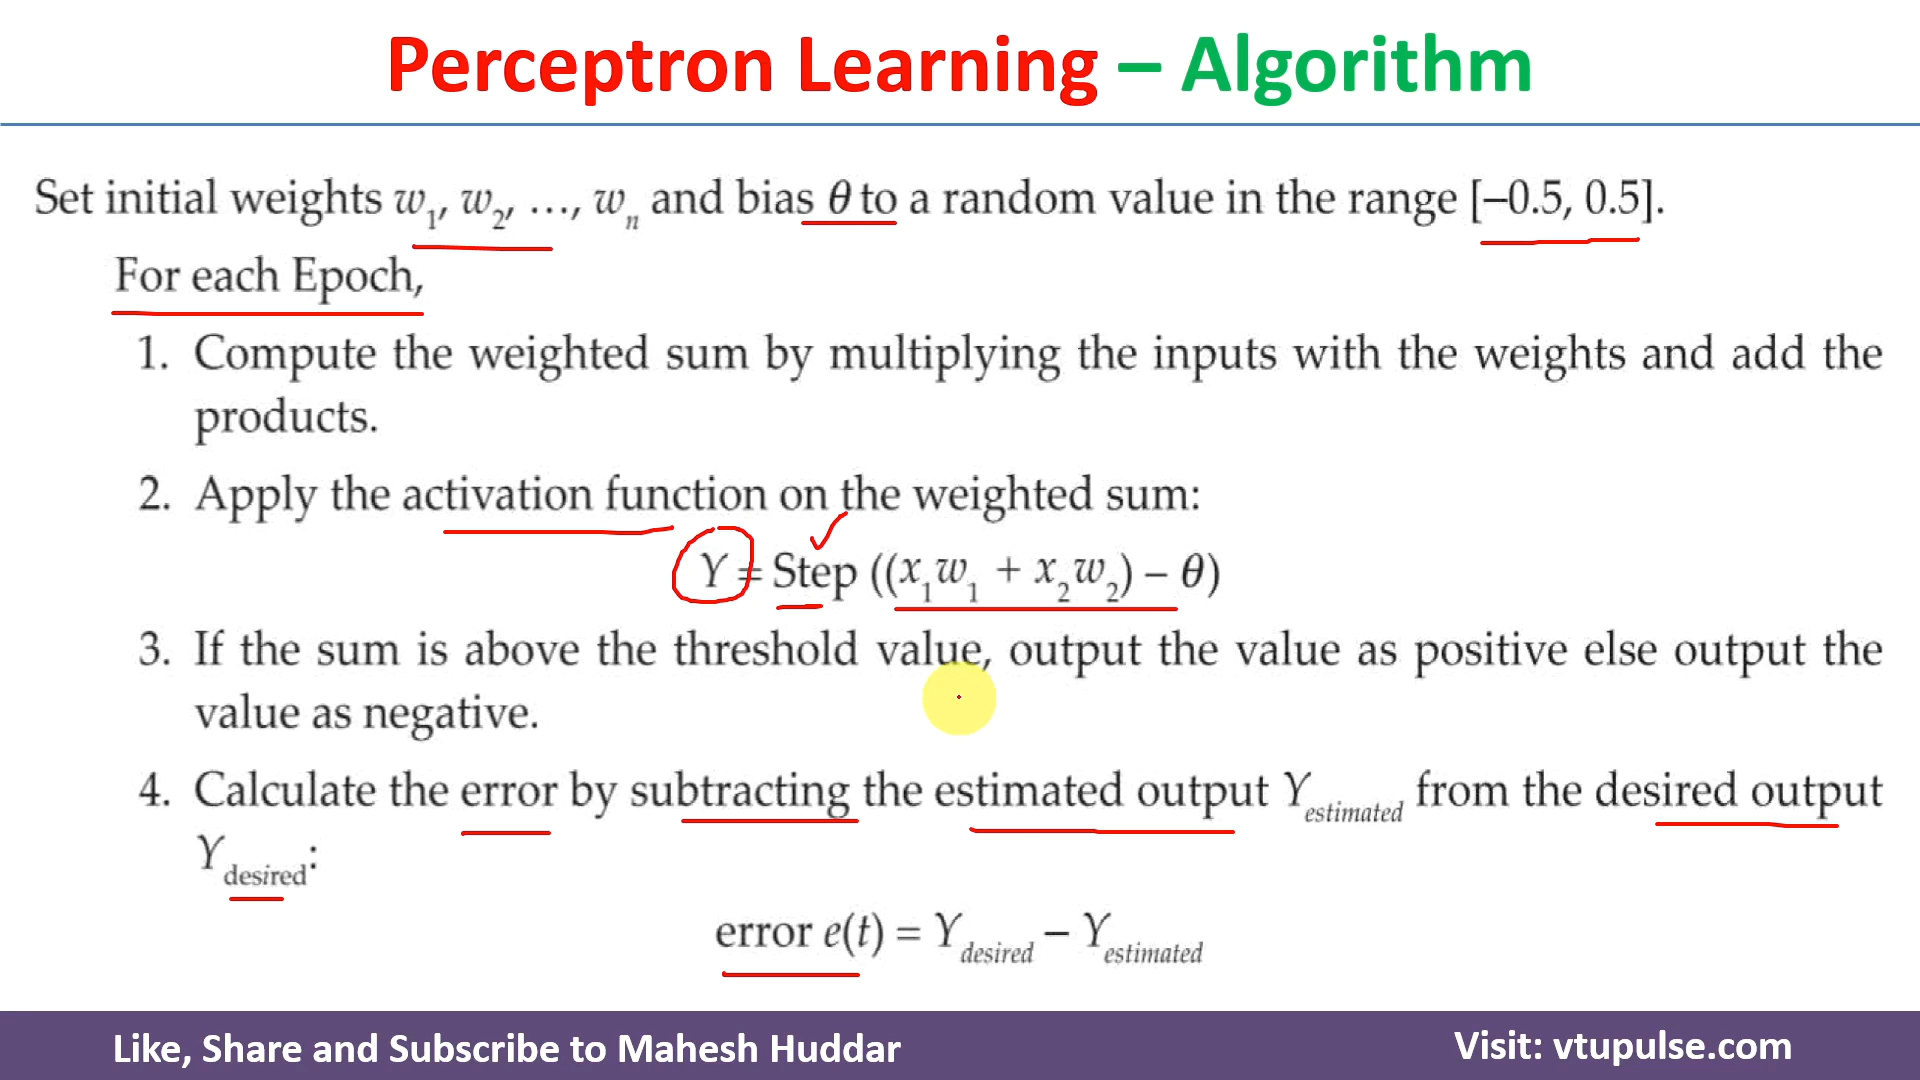 Perceptron Learning – Algorithm
Set initial weights w₁, w₂, ..., wₙ and bias θ to a random value in the range [–0.5, 0.5].
For each Epoch,
1. Compute the weighted sum by multiplying the inputs with the weights and add the
products.
2. Apply the activation function on the weighted sum:
Y = Step ((x₁w₁ + x₂w₂) – θ)
3. If the sum is above the threshold value, output the value as positive else output the
value as negative.
4. Calculate the error by subtracting the estimated output Y_estimated from the desired output
Y_desired:
error e(t) = Y_desired – Y_estimated
Like, Share and Subscribe to Mahesh Huddar
Visit: vtupulse.com